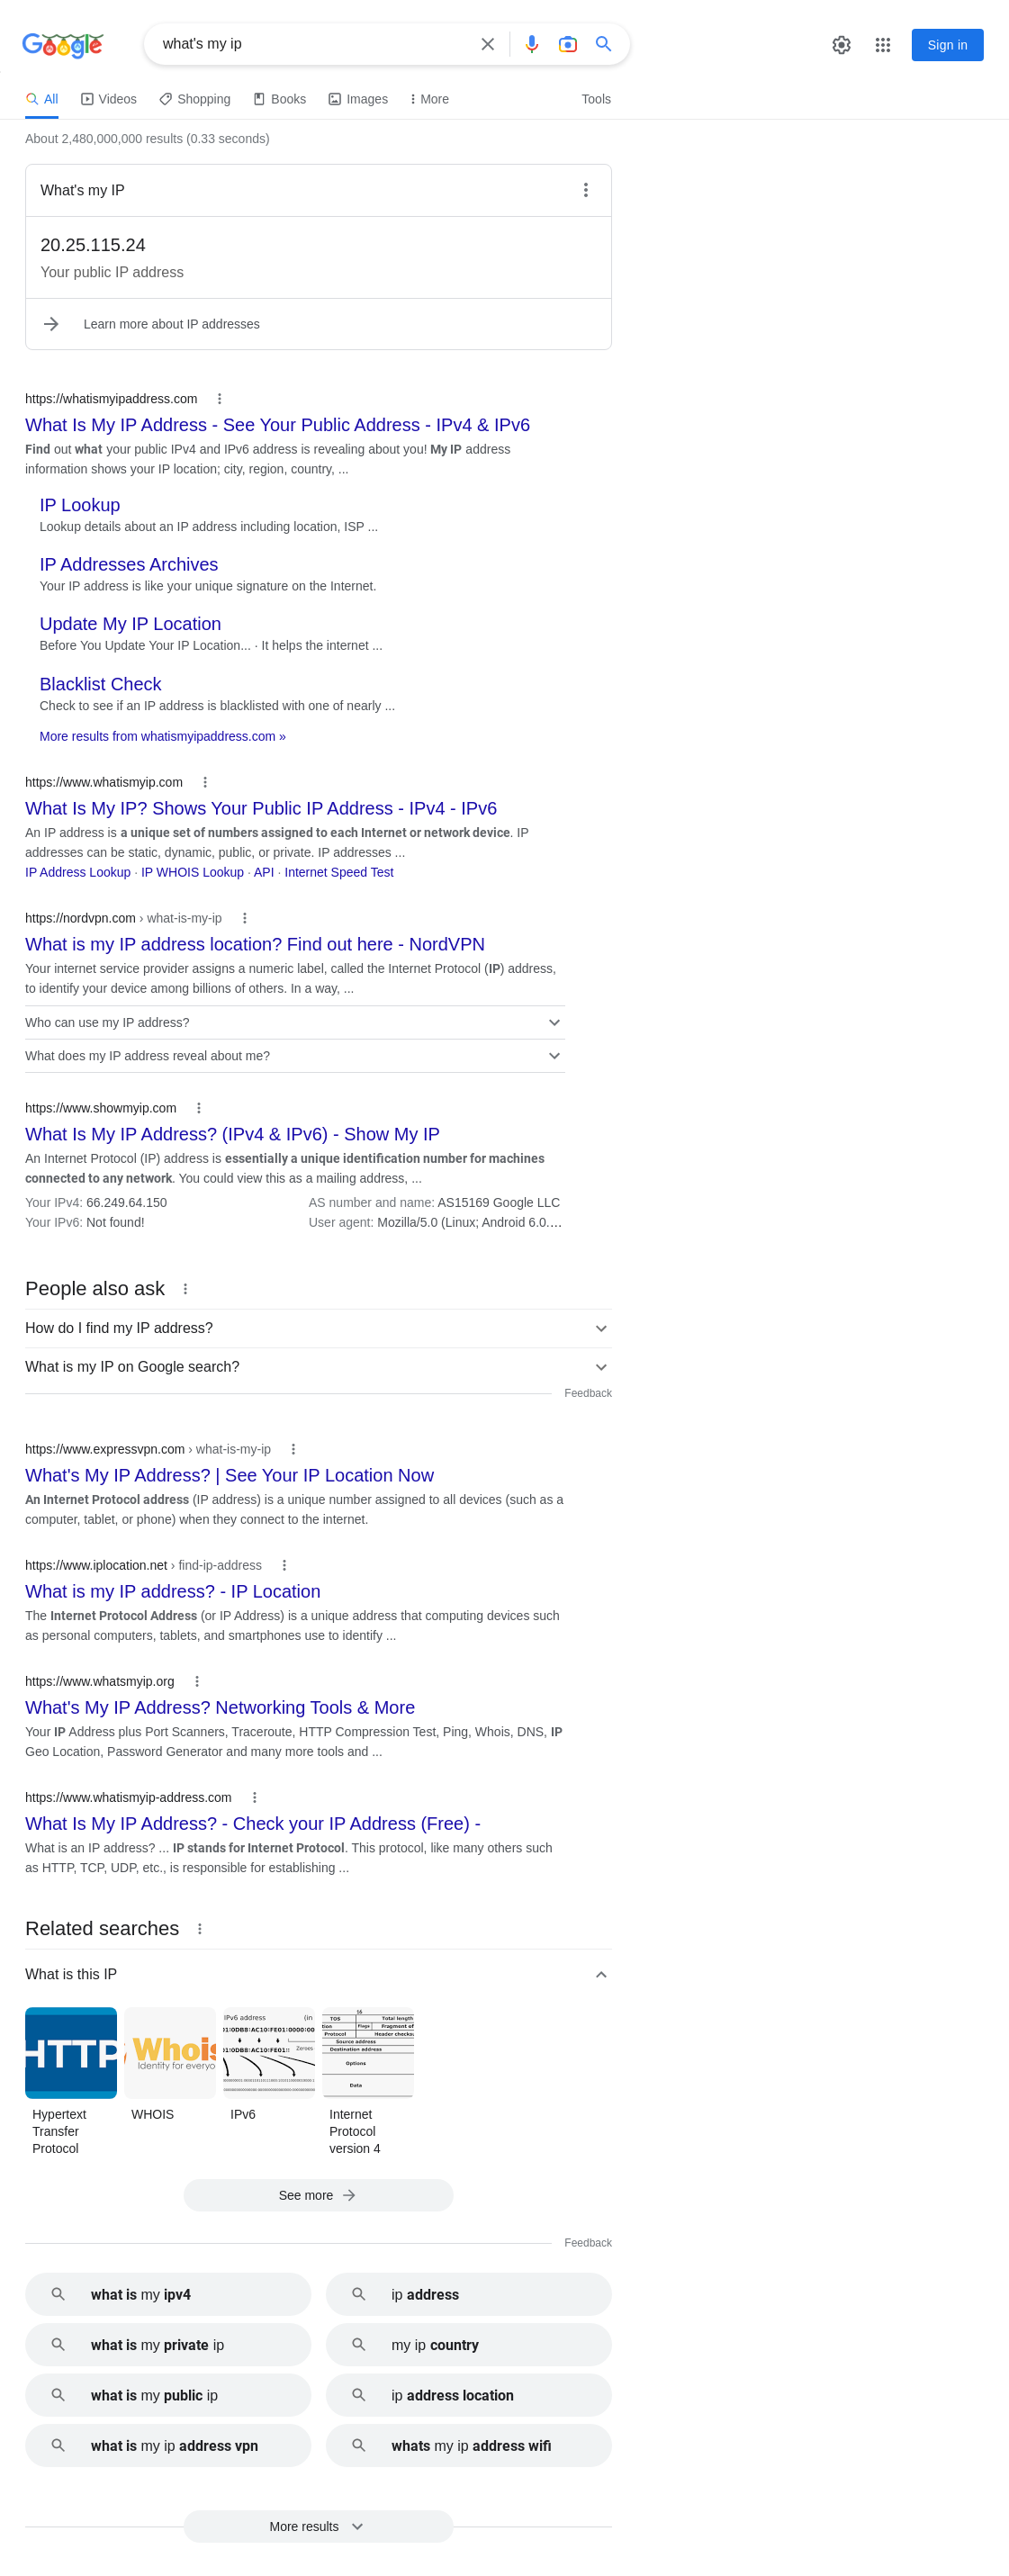 Google
what's my ip
Sign in
All
Videos
Shopping
Books
Images
More
Tools
About 2,480,000,000 results (0.33 seconds)
What's my IP
20.25.115.24
Your public IP address
Learn more about IP addresses
https://whatismyipaddress.com
What Is My IP Address - See Your Public Address - IPv4 & IPv6
Find out what your public IPv4 and IPv6 address is revealing about you! My IP address
information shows your IP location; city, region, country, ...
IP Lookup
Lookup details about an IP address including location, ISP ...
IP Addresses Archives
Your IP address is like your unique signature on the Internet.
Update My IP Location
Before You Update Your IP Location... · It helps the internet ...
Blacklist Check
Check to see if an IP address is blacklisted with one of nearly ...
More results from whatismyipaddress.com »
https://www.whatismyip.com
What Is My IP? Shows Your Public IP Address - IPv4 - IPv6
An IP address is a unique set of numbers assigned to each Internet or network device. IP
addresses can be static, dynamic, public, or private. IP addresses ...
IP Address Lookup · IP WHOIS Lookup · API · Internet Speed Test
https://nordvpn.com › what-is-my-ip
What is my IP address location? Find out here - NordVPN
Your internet service provider assigns a numeric label, called the Internet Protocol (IP) address,
to identify your device among billions of others. In a way, ...
Who can use my IP address?
What does my IP address reveal about me?
https://www.showmyip.com
What Is My IP Address? (IPv4 & IPv6) - Show My IP
An Internet Protocol (IP) address is essentially a unique identification number for machines
connected to any network. You could view this as a mailing address, ...
Your IPv4: 66.249.64.150
AS number and name: AS15169 Google LLC
Your IPv6: Not found!
User agent: Mozilla/5.0 (Linux; Android 6.0....
People also ask
How do I find my IP address?
What is my IP on Google search?
Feedback
https://www.expressvpn.com › what-is-my-ip
What's My IP Address? | See Your IP Location Now
An Internet Protocol address (IP address) is a unique number assigned to all devices (such as a
computer, tablet, or phone) when they connect to the internet.
https://www.iplocation.net › find-ip-address
What is my IP address? - IP Location
The Internet Protocol Address (or IP Address) is a unique address that computing devices such
as personal computers, tablets, and smartphones use to identify ...
https://www.whatsmyip.org
What's My IP Address? Networking Tools & More
Your IP Address plus Port Scanners, Traceroute, HTTP Compression Test, Ping, Whois, DNS, IP
Geo Location, Password Generator and many more tools and ...
https://www.whatismyip-address.com
What Is My IP Address? - Check your IP Address (Free) -
What is an IP address? ... IP stands for Internet Protocol. This protocol, like many others such
as HTTP, TCP, UDP, etc., is responsible for establishing ...
Related searches
What is this IP
HTTP
Whois
Identity for everyo
IPv6 address
(in
Zeroes
16
TOS
Total length
Flags
Fragment of
Protocol
Header checksu
Source address
Destination address
Options
Data
Hypertext
Transfer
Protocol
WHOIS
IPv6
Internet
Protocol
version 4
See more
Feedback
what is my ipv4
ip address
what is my private ip
my ip country
what is my public ip
ip address location
what is my ip address vpn
whats my ip address wifi
More results